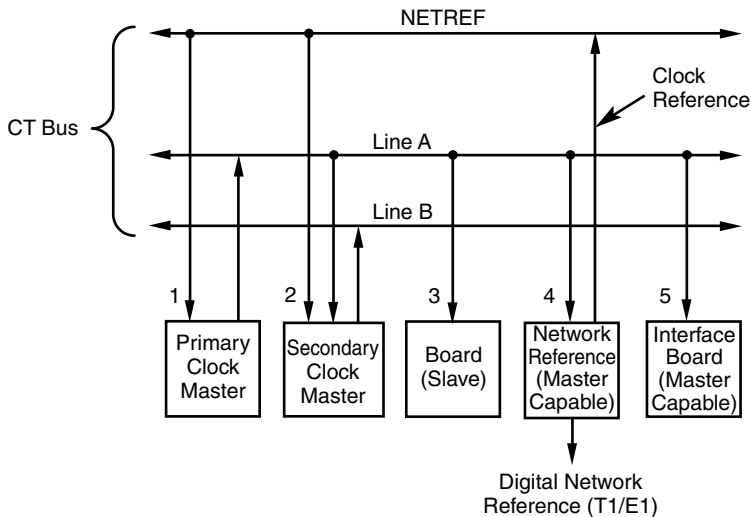 NETREF
Clock
Reference
CT Bus
Line A
Line B
1
2
3
4
5
Primary
Clock
Master
Secondary
Clock
Master
Board
(Slave)
Network
Reference
(Master
Capable)
Interface
Board
(Master
Capable)
Digital Network
Reference (T1/E1)